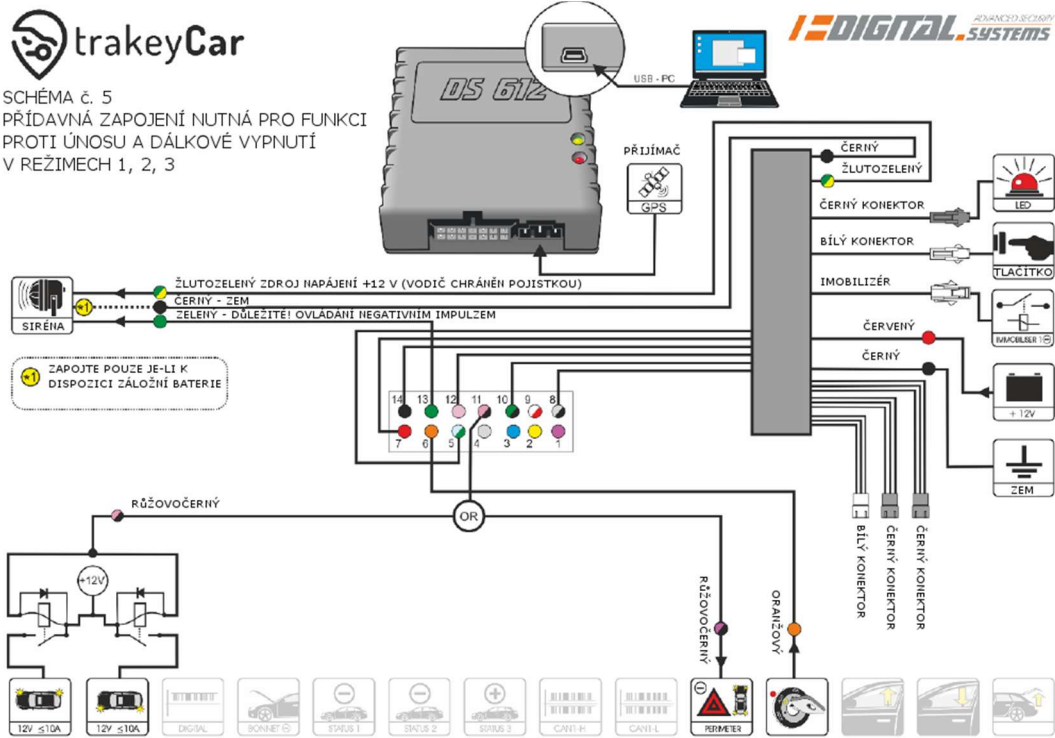 trakeyCar
DIGITAL.
ADVANCED SECURITY
SYSTEMS
SCHÉMA č. 5
PŘÍDAVNÁ ZAPOJENÍ NUTNÁ PRO FUNKCI
PROTI ÚNOSU A DÁLKOVÉ VYPNUTÍ
V REŽIMECH 1, 2, 3
DS 612
USB - PC
PŘIJÍMAČ
GPS
ČERNÝ
ŽLUTOZELENÝ
ČERNÝ KONEKTOR
LED
BÍLÝ KONEKTOR
TLAČÍTKO
IMOBILIZÉR
IMMOBILISER 1
ČERVENÝ
ČERNÝ
+ 12V
ZEM
ŽLUTOZELENÝ ZDROJ NAPÁJENÍ +12 V (VODIČ CHRÁNĚN POJISTKOU)
ČERNÝ - ZEM
ZELENÝ - DůLEŽITÉ! OVLÁDÁNÍ NEGATIVNÍM IMPULZEM
*1
SIRÉNA
*1 ZAPOJTE POUZE JE-LI K
DISPOZICI ZÁLOŽNÍ BATERIE
14 13 12 11 10 9 8
7 6 5 4 3 2 1
RůŽOVOČERNÝ
OR
+12V
BÍLÝ KONEKTOR
ČERNÝ KONEKTOR
ČERNÝ KONEKTOR
RůŽOVOČERNÝ
ORANŽOVÝ
12V ≤10A
12V ≤10A
DIGITAL
BONNET
STATUS 1
STATUS 2
STATUS 3
CAN1-H
CAN1-L
PERIMETER